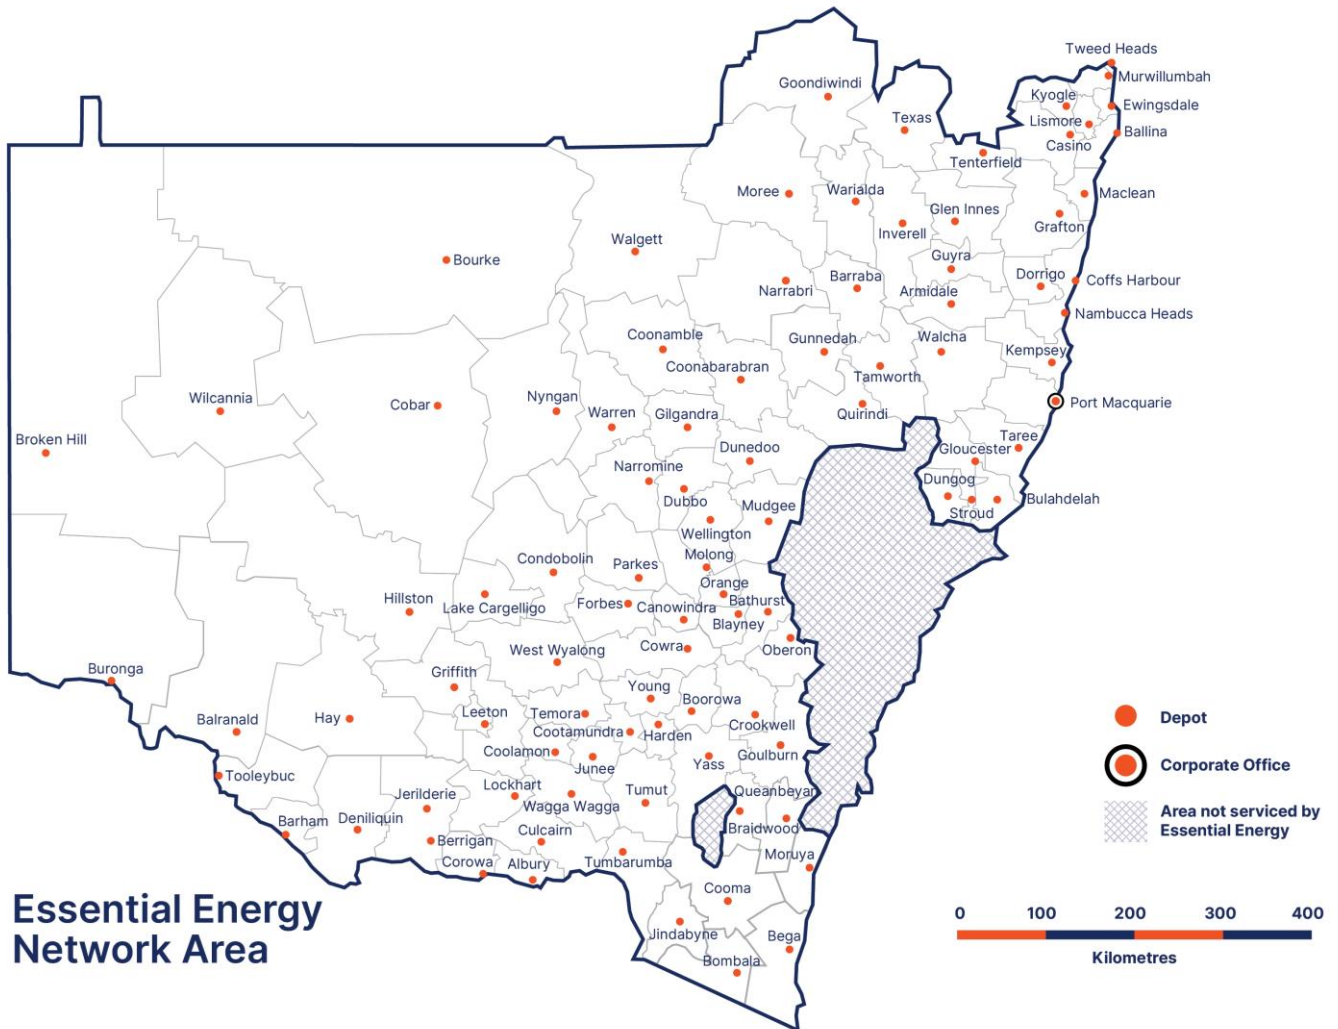 Tweed Heads
Murwillumbah
Goondiwindi
Kyogle
Ewingsdale
Texas
Lismore
Ballina
Casino
Tenterfield
Moree
Warialda
Maclean
Glen Innes
Grafton
Inverell
Walgett
Bourke
Guyra
Barraba
Dorrigo
Coffs Harbour
Narrabri
Armidale
Nambucca Heads
Coonamble
Gunnedah
Walcha
Kempsey
Coonabarabran
Tamworth
Wilcannia
Cobar
Nyngan
Warren
Gilgandra
Quirindi
Port Macquarie
Broken Hill
Dunedoo
Taree
Gloucester
Narromine
Dungog
Dubbo
Mudgee
Bulahdelah
Stroud
Wellington
Molong
Condobolin
Parkes
Orange
Hillston
Lake Cargelligo
Forbes
Canowindra
Bathurst
Blayney
West Wyalong
Cowra
Oberon
Buronga
Griffith
Young
Boorowa
Balranald
Hay
Leeton
Temora
Crookwell
Cootamundra
Harden
Coolamon
Goulburn
Junee
Yass
Tooleybuc
Lockhart
Tumut
Queanbeyan
Jerilderie
Wagga Wagga
Barham
Deniliquin
Culcairn
Braidwood
Berrigan
Moruya
Corowa
Albury
Tumbarumba
Cooma
Jindabyne
Bega
Bombala
Depot
Corporate Office
Area not serviced by
Essential Energy
Essential Energy
Network Area
0 100 200 300 400
Kilometres